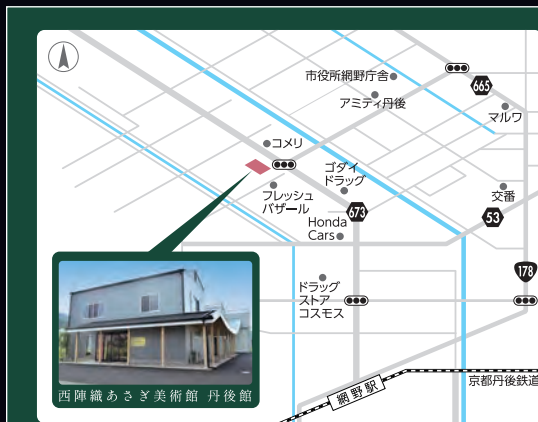 市役所網野庁舎
アミティ丹後
665
マルワ
コメリ
ゴダイ
ドラッグ
フレッシュ
バザール
673
交番
53
Honda
Cars
178
ドラッグ
ストア
コスモス
西陣織あさぎ美術館 丹後館
網野駅
京都丹後鉄道